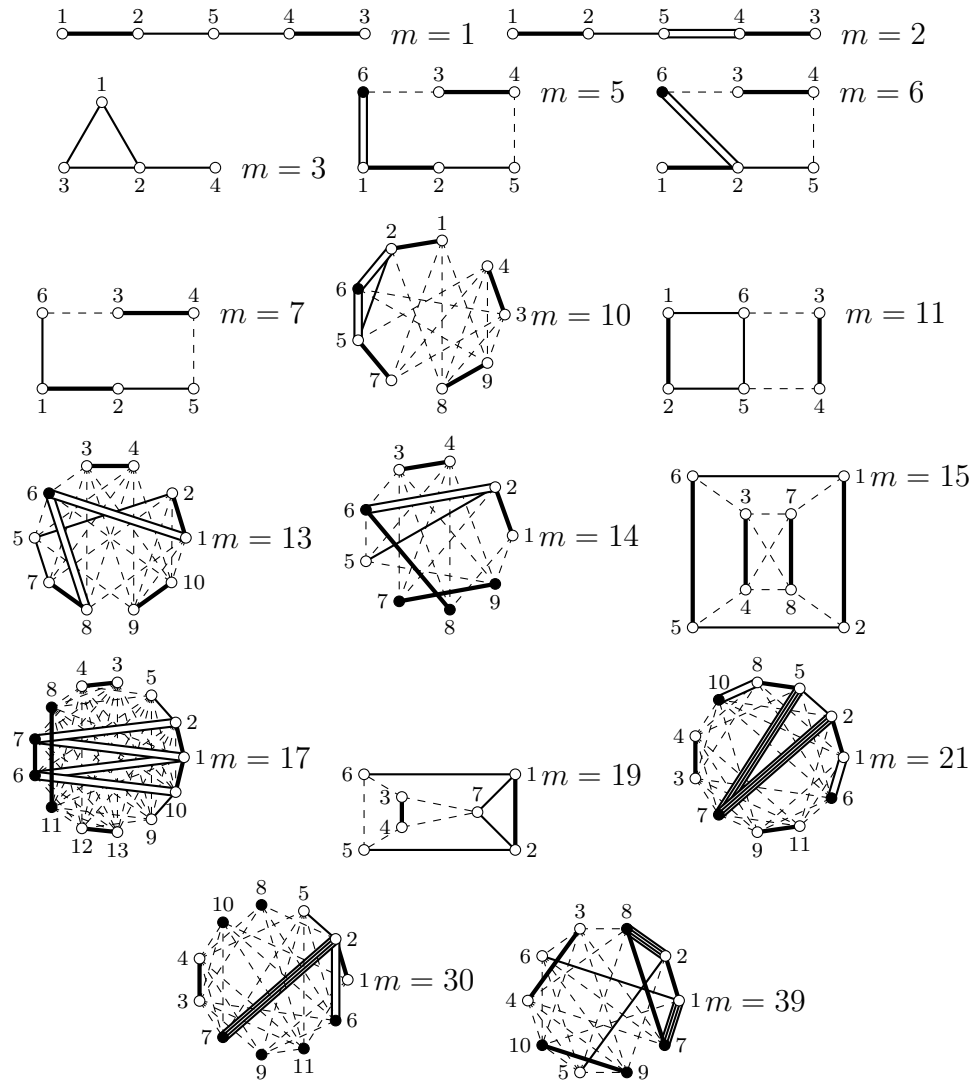 1 2 5 4 3 6 m = 1
1 2 5 4 3 m = 2
1 3 2 4 m = 3
6 3 4 1 2 5 m = 5
6 3 4 1 2 5 m = 6
6 3 4 1 2 5 m = 7
2 1 4 6 3 5 7 9 8 m = 10
1 6 3 2 5 4 m = 11
3 4 6 2 5 1 7 10 8 9 m = 13
3 4 2 6 1 5 7 9 8 m = 14
6 1 3 7 4 8 5 2 m = 15
4 3 8 5 2 7 1 6 10 11 9 12 13 m = 17
6 1 3 7 4 5 2 m = 19
8 5 10 2 4 1 3 6 7 9 11 m = 21
8 5 10 2 4 1 3 6 7 11 9 m = 30
3 8 6 2 4 1 10 7 5 9 m = 39